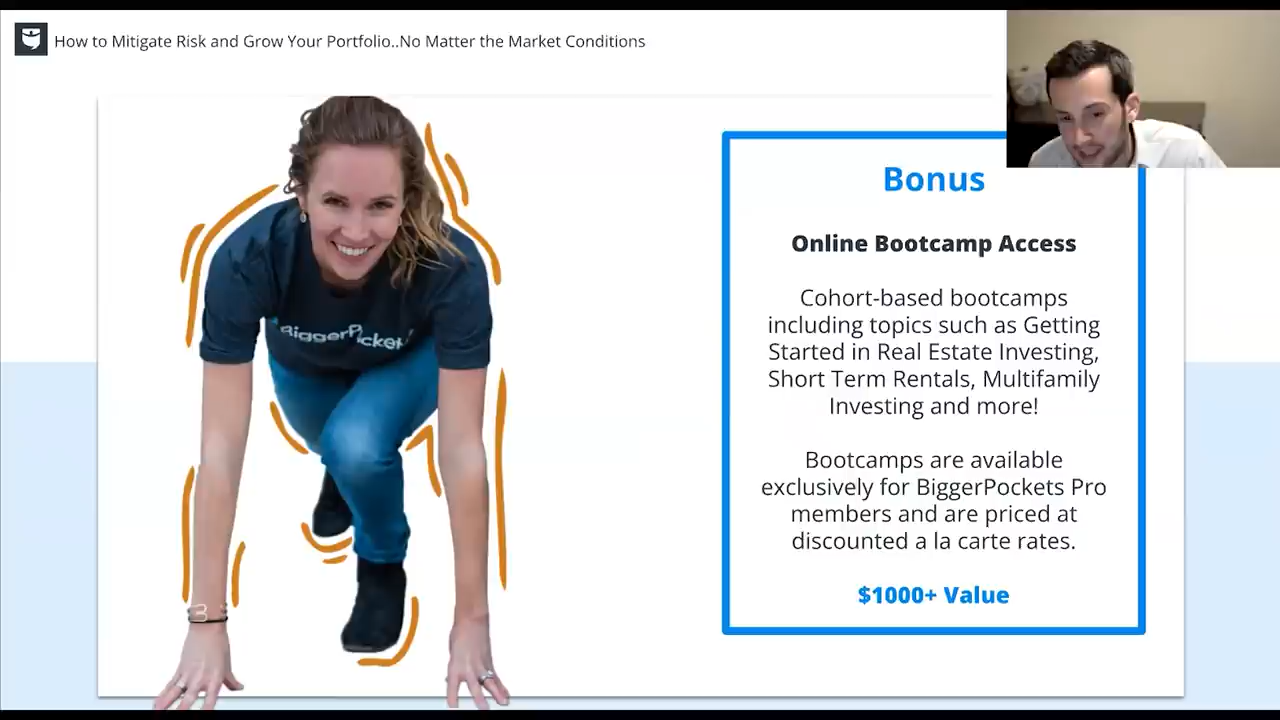 How to Mitigate Risk and Grow Your Portfolio..No Matter the Market Conditions
BiggerPocket
Bonus
Online Bootcamp Access
Cohort-based bootcamps
including topics such as Getting
Started in Real Estate Investing,
Short Term Rentals, Multifamily
Investing and more!
Bootcamps are available
exclusively for BiggerPockets Pro
members and are priced at
discounted a la carte rates.
$1000+ Value